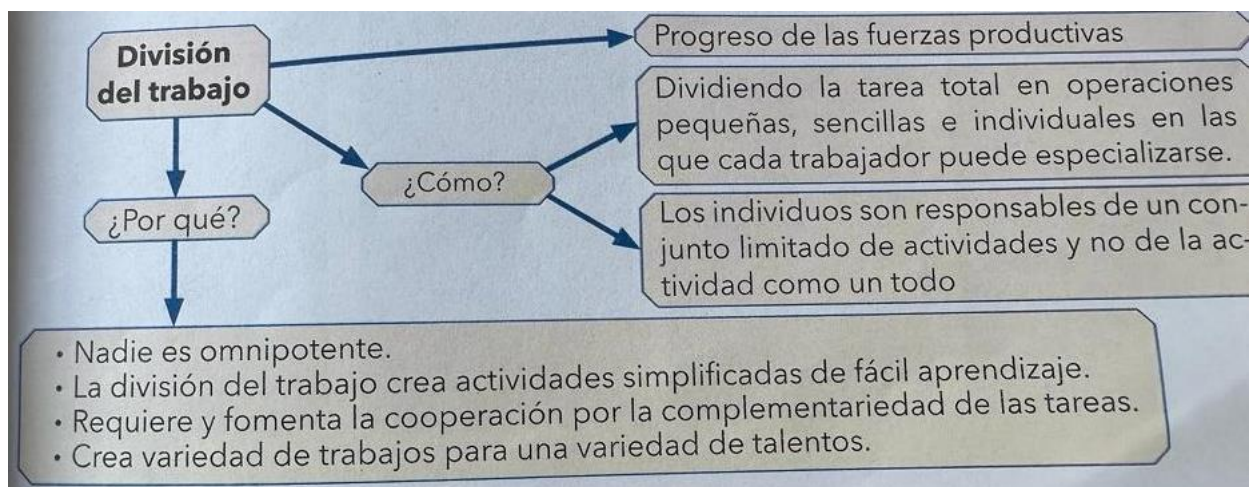 División
del trabajo
Progreso de las fuerzas productivas
¿Cómo?
Dividiendo la tarea total en operaciones
pequeñas, sencillas e individuales en las
que cada trabajador puede especializarse.
Los individuos son responsables de un con-
junto limitado de actividades y no de la ac-
tividad como un todo
¿Por qué?
• Nadie es omnipotente.
• La división del trabajo crea actividades simplificadas de fácil aprendizaje.
• Requiere y fomenta la cooperación por la complementariedad de las tareas.
• Crea variedad de trabajos para una variedad de talentos.